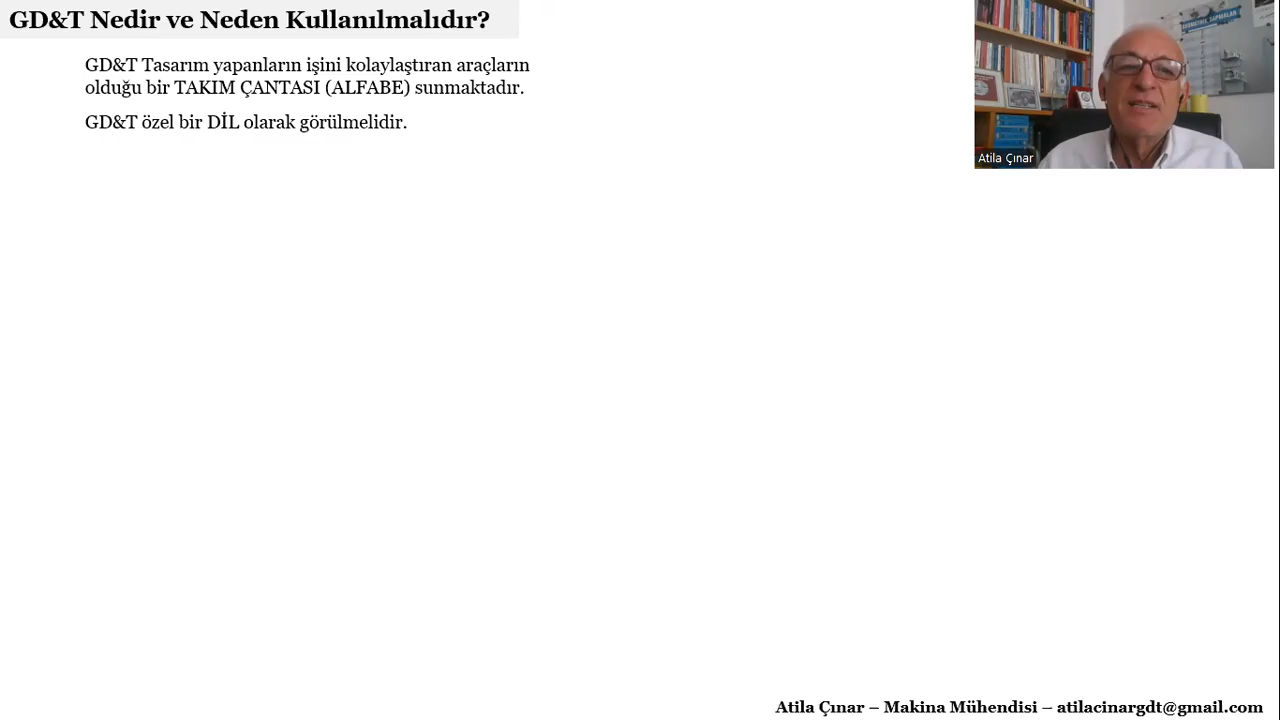 GD&T Nedir ve Neden Kullanılmalıdır?
GD&T Tasarım yapanların işini kolaylaştıran araçların
olduğu bir TAKIM ÇANTASI (ALFABE) sunmaktadır.
GD&T özel bir DİL olarak görülmelidir.
Atila Çınar
Atila Çınar – Makina Mühendisi – atilacinargdt@gmail.com